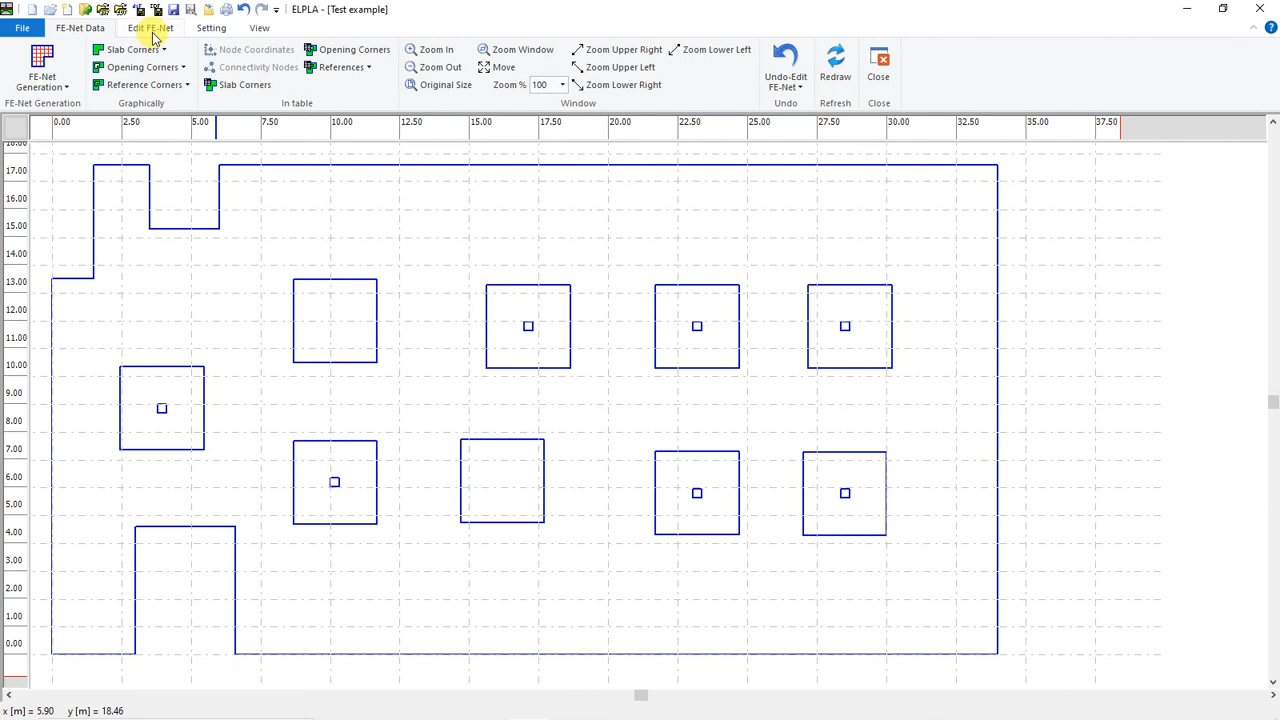 ELPLA - [Test example]
File FE-Net Data Edit FE-Net Setting View
Slab Corners Node Coordinates Opening Corners Zoom In Zoom Window Zoom Upper Right Zoom Lower Left
FE-Net Generation Opening Corners Connectivity Nodes References Zoom Out Move Zoom Upper Left Undo-Edit FE-Net Redraw Close
Reference Corners Slab Corners Original Size Zoom % 100 Zoom Lower Right
FE-Net Generation Graphically In table Window Undo Refresh Close
0.00 2.50 5.00 7.50 10.00 12.50 15.00 17.50 20.00 22.50 25.00 27.50 30.00 32.50 35.00 37.50
18.00
17.00
16.00
15.00
14.00
13.00
12.00
11.00
10.00
9.00
8.00
7.00
6.00
5.00
4.00
3.00
2.00
1.00
0.00
x [m] = 5.90 y [m] = 18.46